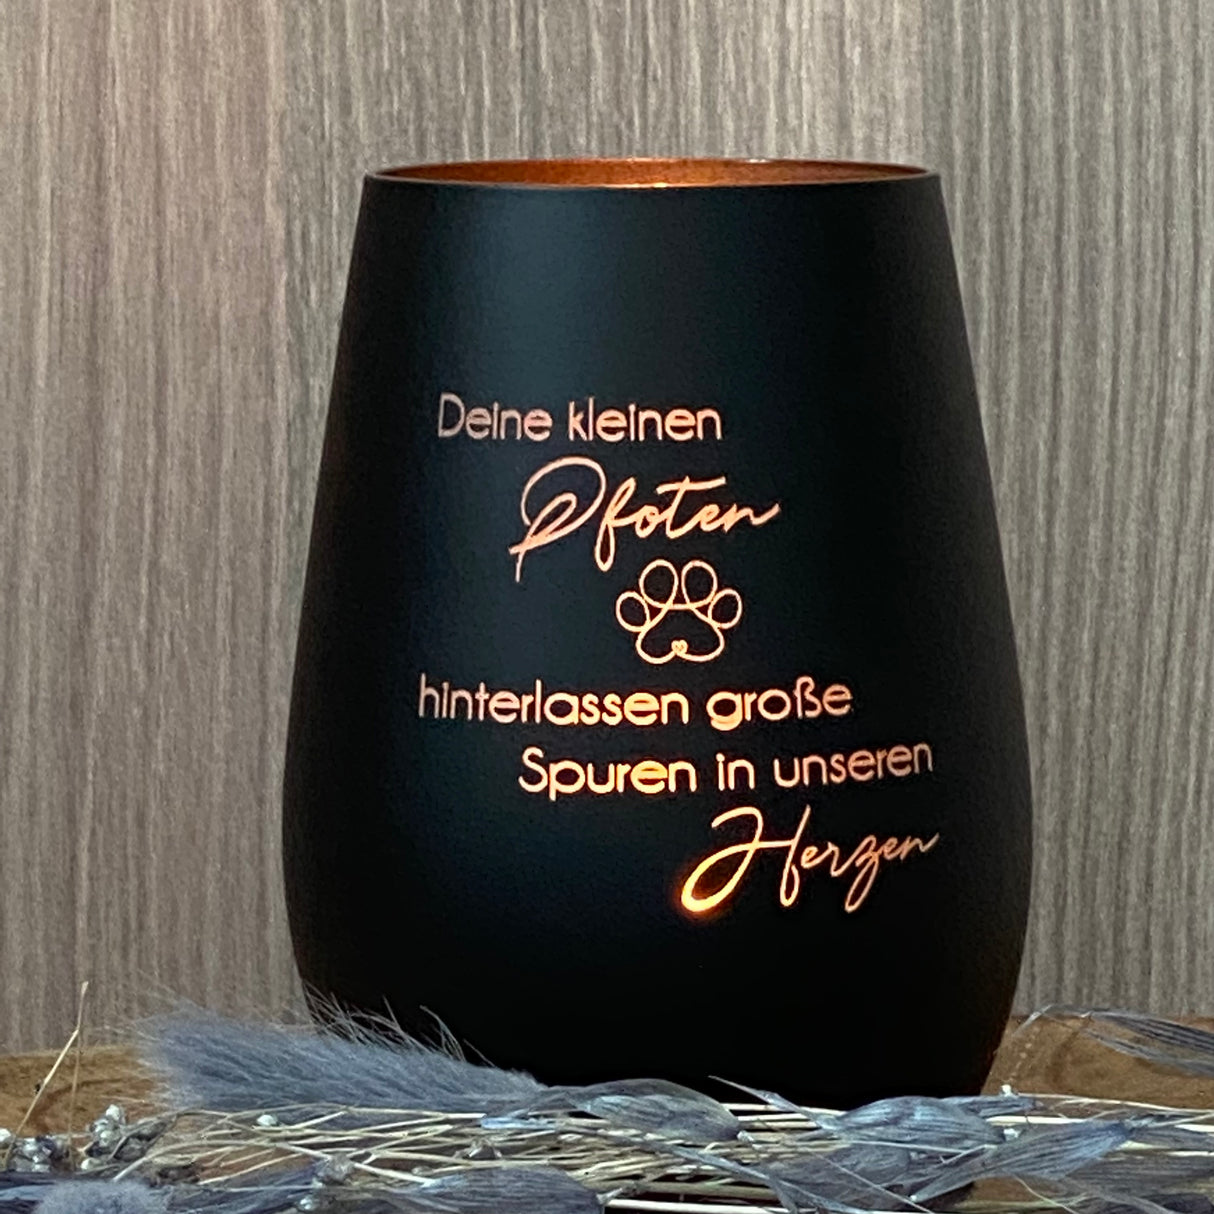 Deine kleinen
Pfoten
hinterlassen große
Spuren in unseren
Herzen